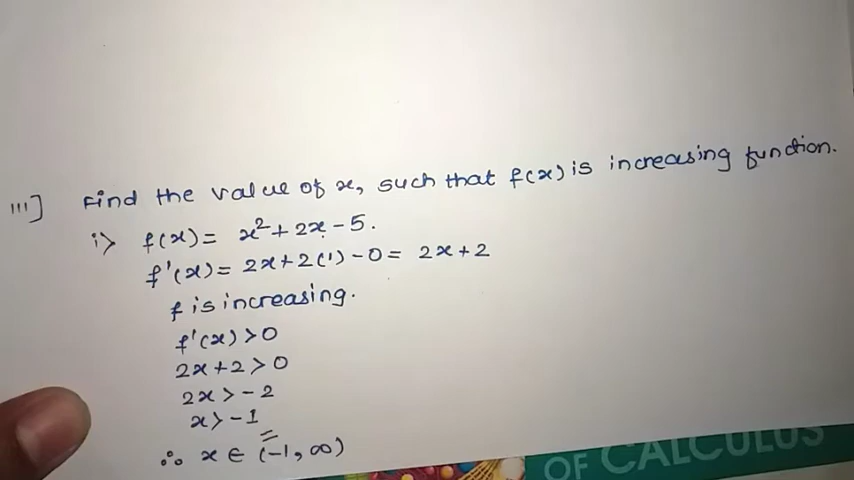 III] Find the value of x, such that f(x) is increasing function.
i> f(x) = x² + 2x - 5.
f'(x) = 2x + 2(1) - 0 = 2x + 2
f is increasing.
f'(x) > 0
2x + 2 > 0
2x > -2
x > -1
∴ x ∈ (-1, ∞)
OF CALCULUS